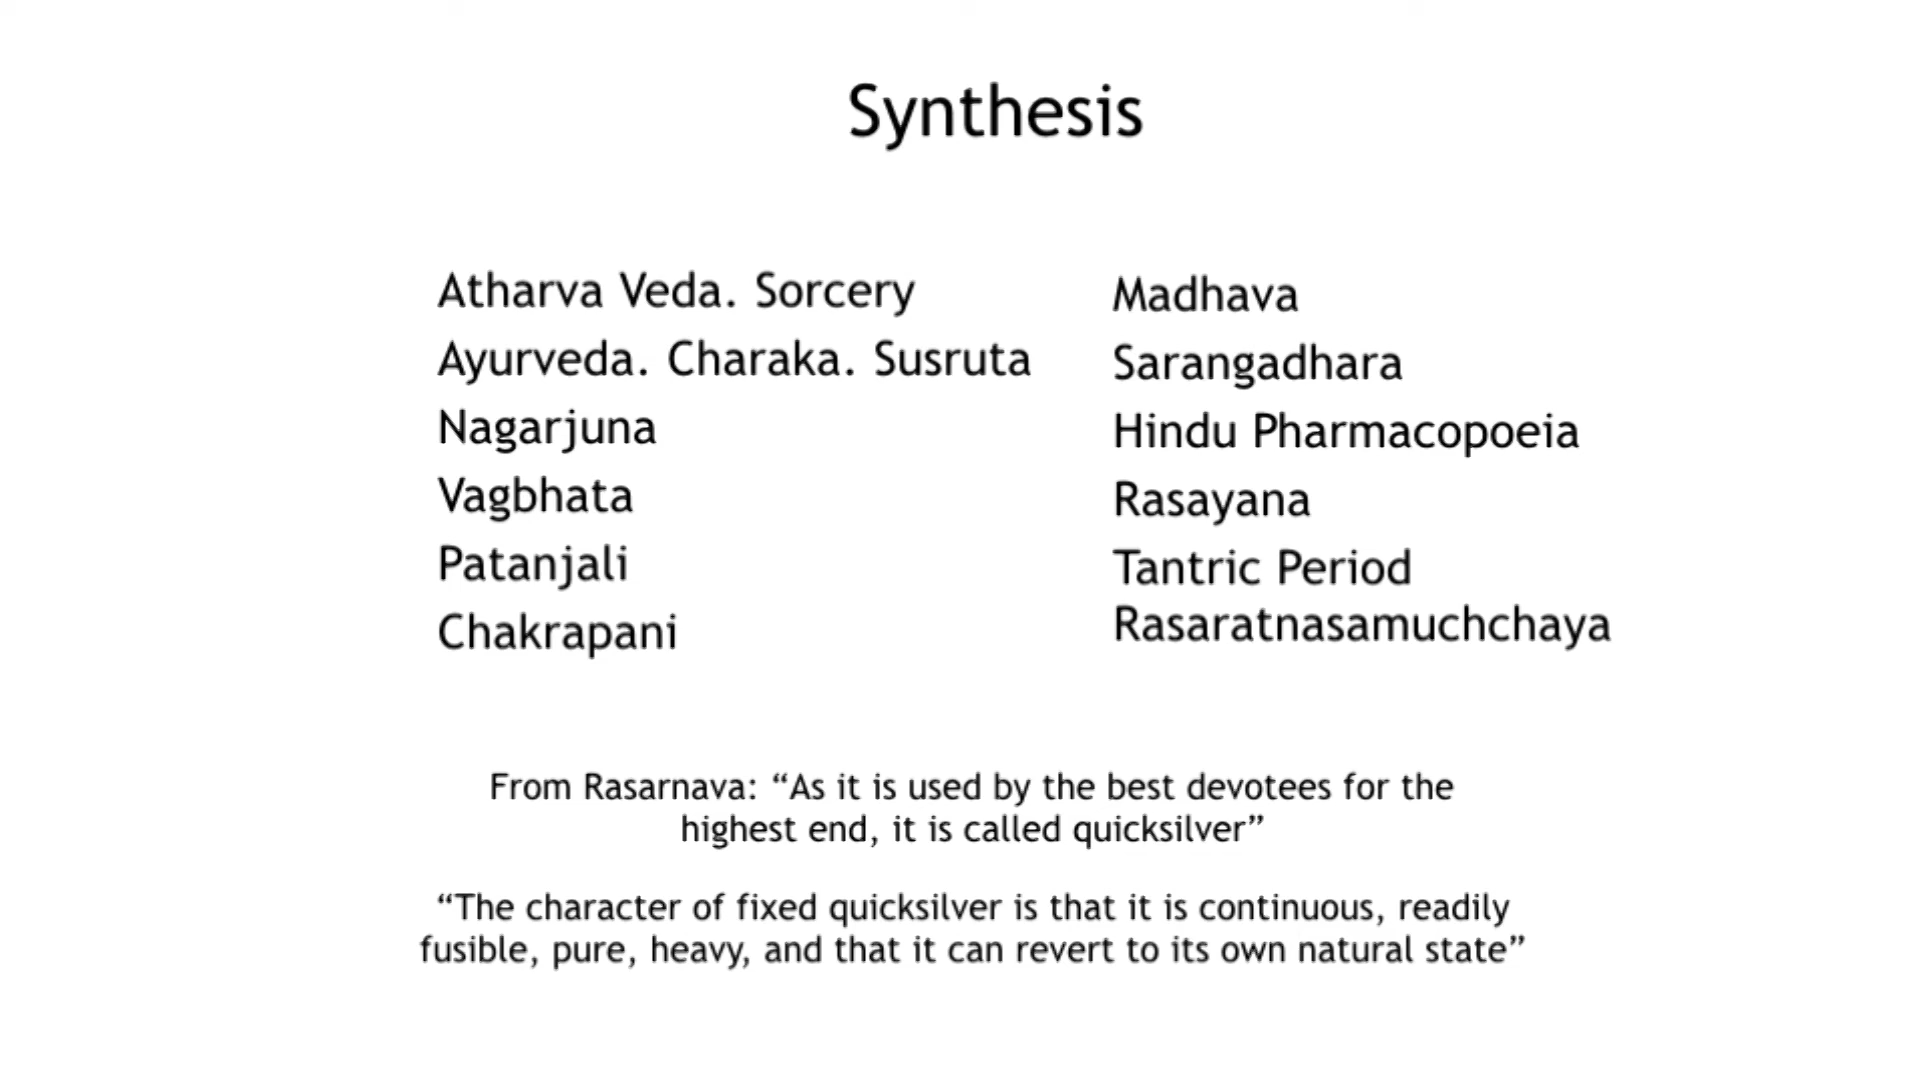 Synthesis
Atharva Veda. Sorcery
Ayurveda. Charaka. Susruta
Nagarjuna
Vagbhata
Patanjali
Chakrapani
Madhava
Sarangadhara
Hindu Pharmacopoeia
Rasayana
Tantric Period
Rasaratnasamuchchaya
From Rasarnava: “As it is used by the best devotees for the
highest end, it is called quicksilver”
“The character of fixed quicksilver is that it is continuous, readily
fusible, pure, heavy, and that it can revert to its own natural state”